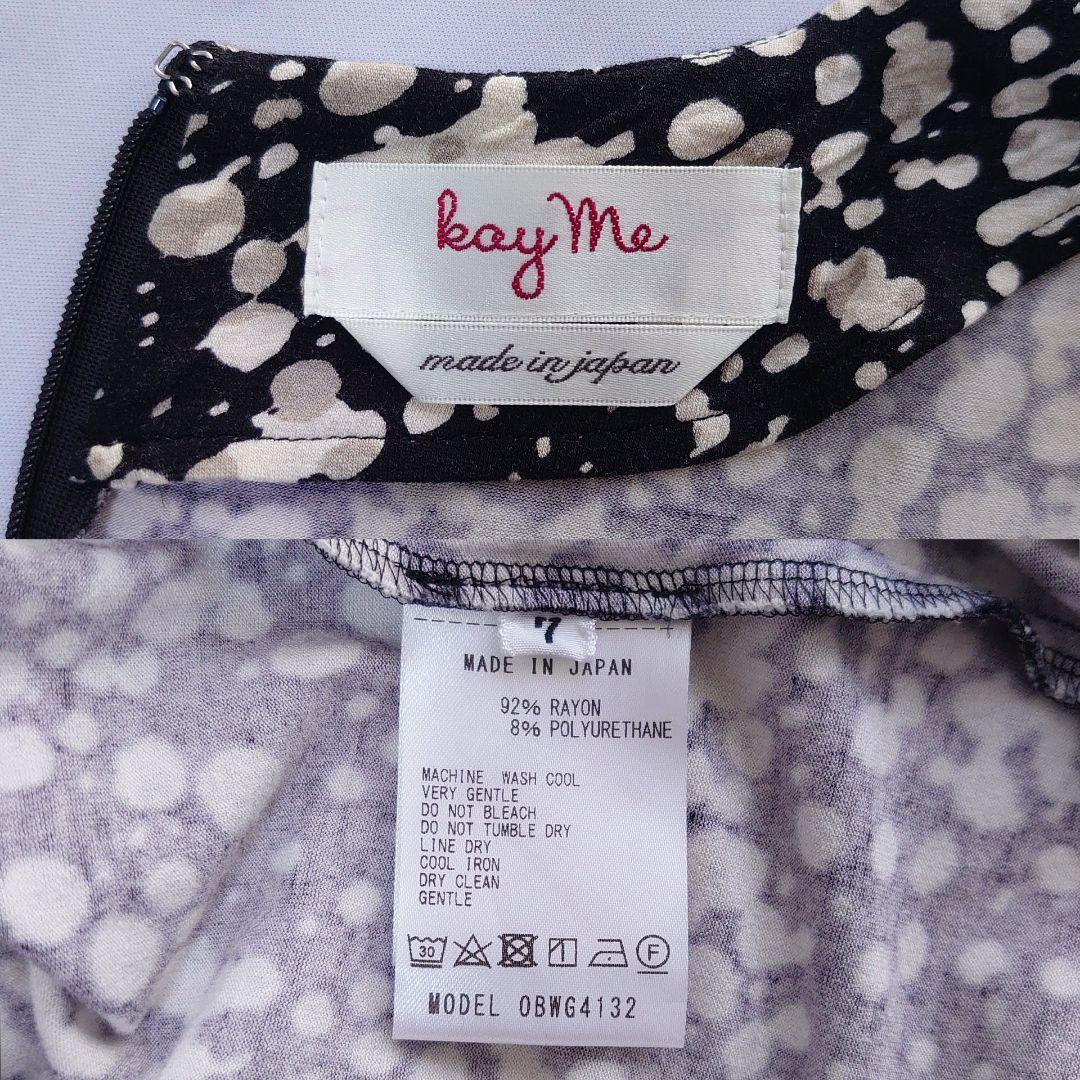 kay me
made in japan
7
MADE IN JAPAN
92% RAYON
8% POLYURETHANE
MACHINE WASH COOL
VERY GENTLE
DO NOT BLEACH
DO NOT TUMBLE DRY
LINE DRY
COOL IRON
DRY CLEAN
GENTLE
30 F
MODEL OBWG4132